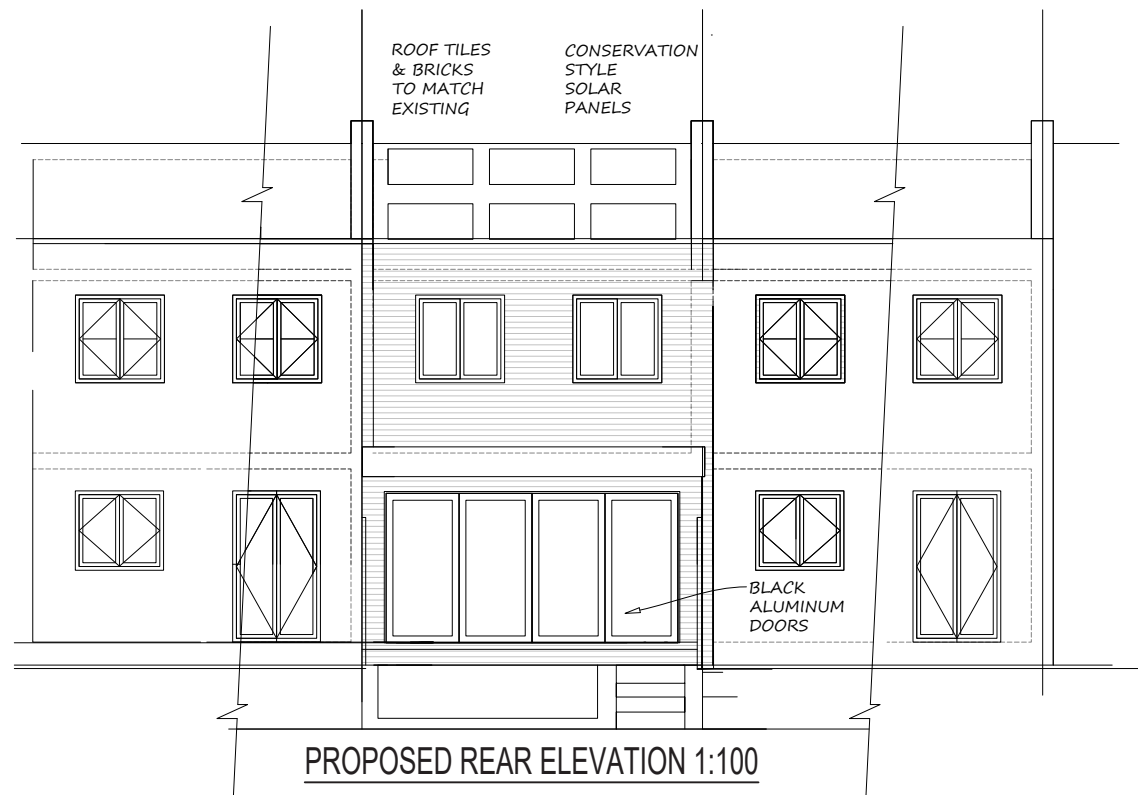 ROOF TILES
& BRICKS
TO MATCH
EXISTING
CONSERVATION
STYLE
SOLAR
PANELS
BLACK
ALUMINUM
DOORS
PROPOSED REAR ELEVATION 1:100